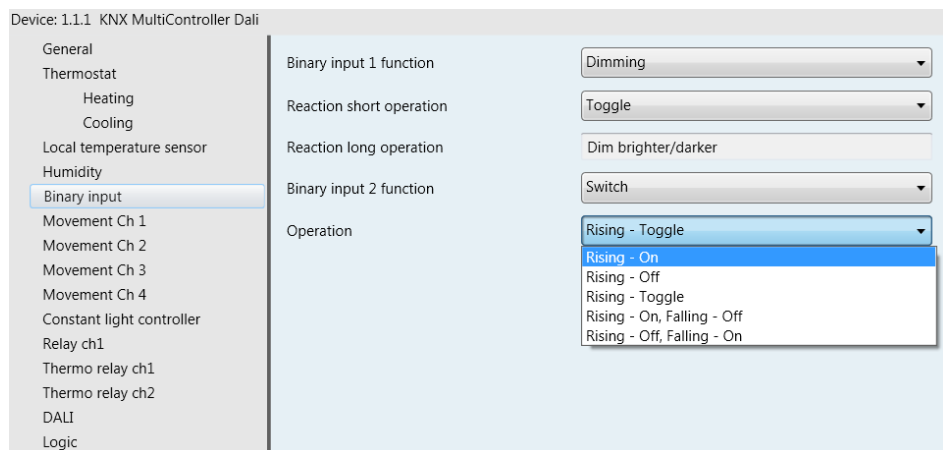 Device: 1.1.1 KNX MultiController Dali
General
Thermostat
Heating
Cooling
Local temperature sensor
Humidity
Binary input
Movement Ch 1
Movement Ch 2
Movement Ch 3
Movement Ch 4
Constant light controller
Relay ch1
Thermo relay ch1
Thermo relay ch2
DALI
Logic
Binary input 1 function Dimming
Reaction short operation Toggle
Reaction long operation Dim brighter/darker
Binary input 2 function Switch
Operation Rising - Toggle
Rising - On
Rising - Off
Rising - Toggle
Rising - On, Falling - Off
Rising - Off, Falling - On